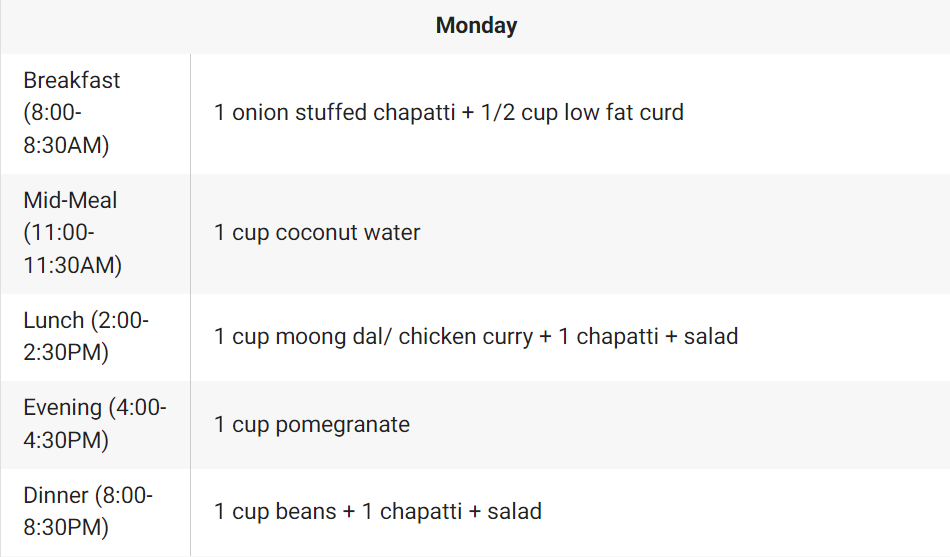 Monday
Breakfast
(8:00-
8:30AM)
1 onion stuffed chapatti + 1/2 cup low fat curd
Mid-Meal
(11:00-
11:30AM)
1 cup coconut water
Lunch (2:00-
2:30PM)
1 cup moong dal/ chicken curry + 1 chapatti + salad
Evening (4:00-
4:30PM)
1 cup pomegranate
Dinner (8:00-
8:30PM)
1 cup beans + 1 chapatti + salad